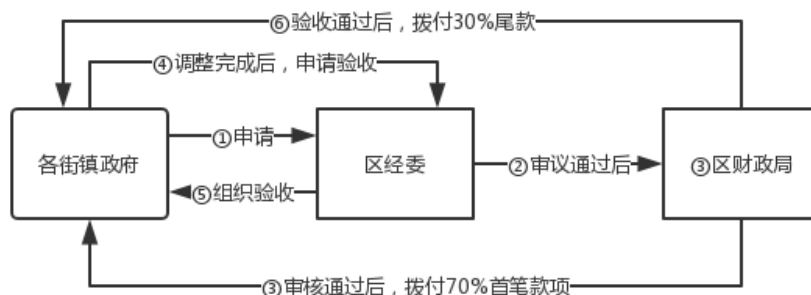 ⑥验收通过后，拨付30%尾款
④调整完成后，申请验收
各街镇政府
①申请
区经委
②审议通过后
③区财政局
⑤组织验收
③审核通过后，拨付70%首笔款项